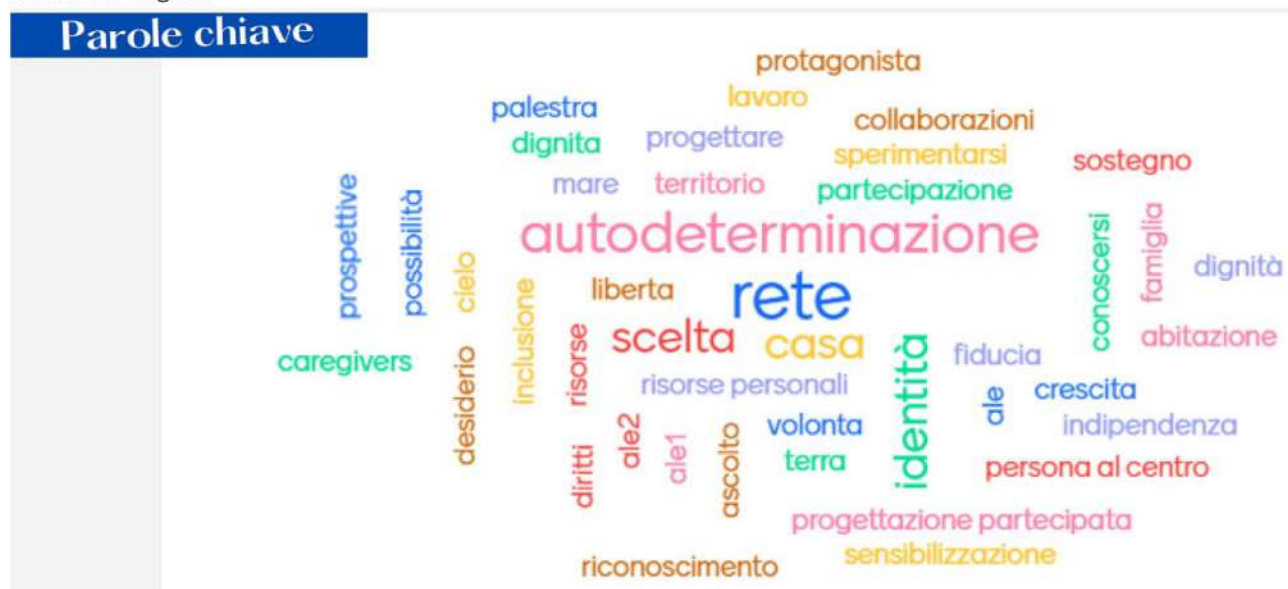 Parole chiave
protagonista
lavoro
palestra
collaborazioni
dignita
progettare
sperimentarsi
sostegno
mare
territorio
partecipazione
prospettive
possibilità
autodeterminazione
conoscersi
famiglia
dignità
cielo
inclusione
liberta
rete
risorse
scelta
casa
abitazione
caregivers
desiderio
risorse personali
identità
fiducia
ale
crescita
diritti
ale2
ale1
ascolto
volonta
indipendenza
terra
persona al centro
progettazione partecipata
sensibilizzazione
riconoscimento